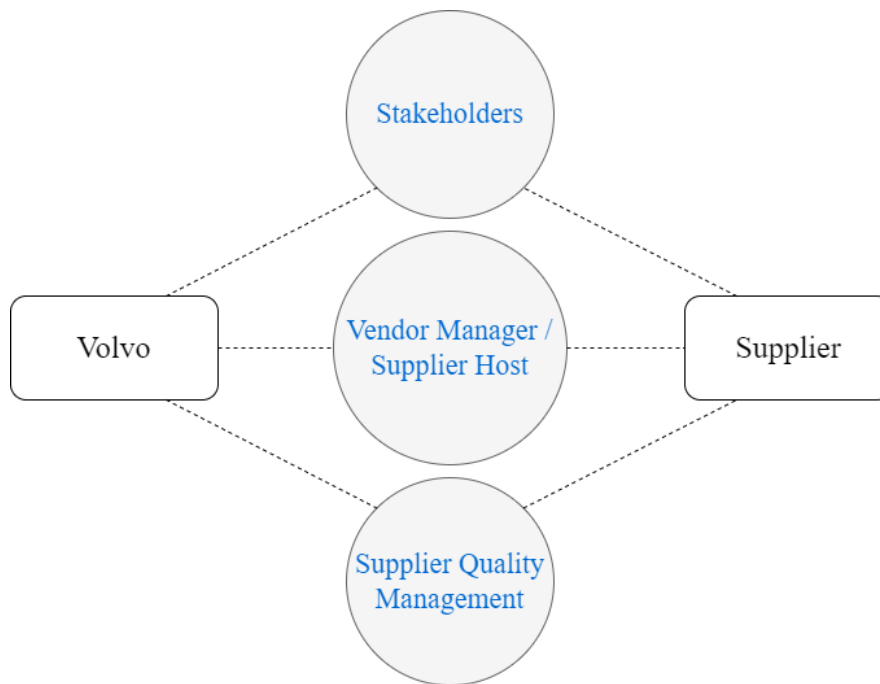 Stakeholders
Volvo
Vendor Manager /
Supplier Host
Supplier
Supplier Quality
Management